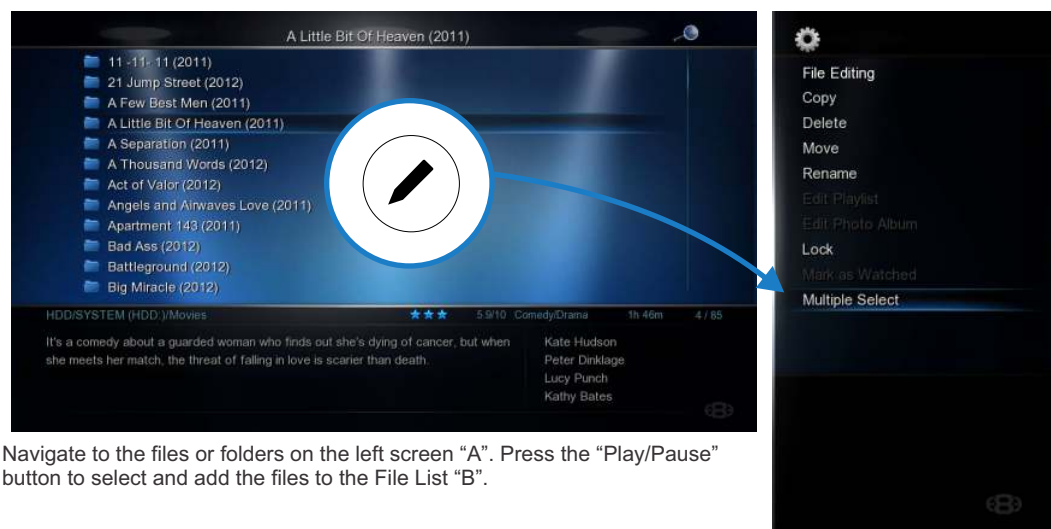 A Little Bit Of Heaven (2011)
11 -11- 11 (2011)
21 Jump Street (2012)
A Few Best Men (2011)
A Little Bit Of Heaven (2011)
A Separation (2011)
A Thousand Words (2012)
Act of Valor (2012)
Angels and Airwaves Love (2011)
Apartment 143 (2011)
Bad Ass (2012)
Battleground (2012)
Big Miracle (2012)
HDD/SYSTEM (HDD:)/Movies 5.9/10 Comedy/Drama 1h 46m 4 / 85
It's a comedy about a guarded woman who finds out she's dying of cancer, but when
she meets her match, the threat of falling in love is scarier than death.
Kate Hudson
Peter Dinklage
Lucy Punch
Kathy Bates
File Editing
Copy
Delete
Move
Rename
Edit Playlist
Edit Photo Album
Lock
Mark as Watched
Multiple Select
Navigate to the files or folders on the left screen “A”. Press the “Play/Pause”
button to select and add the files to the File List “B”.